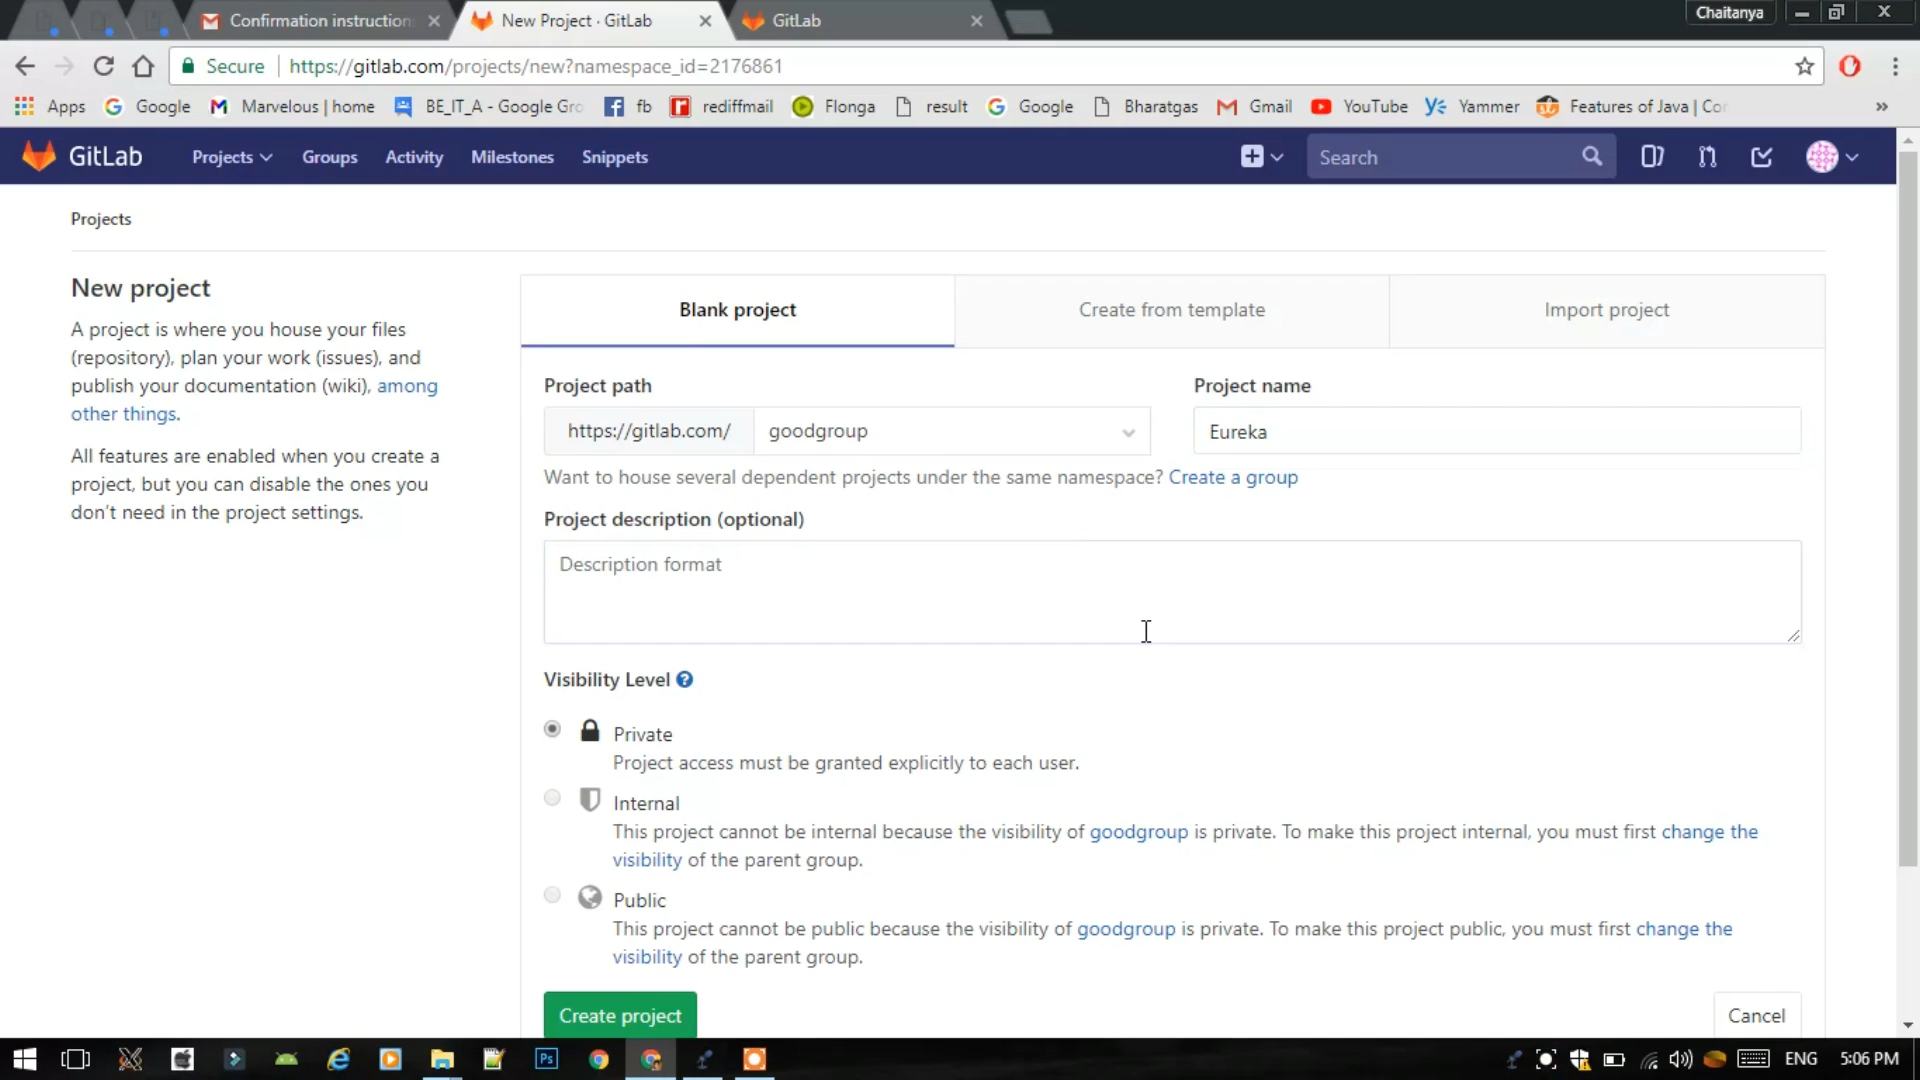 Confirmation instruction
New Project · GitLab
GitLab
Chaitanya
Secure
https://gitlab.com/projects/new?namespace_id=2176861
Apps
Google
Marvelous | home
BE_IT_A - Google Gro
fb
rediffmail
Flonga
result
Google
Bharatgas
Gmail
YouTube
Yammer
Features of Java | Cor
»
GitLab
Projects
Groups
Activity
Milestones
Snippets
Search
Projects
New project
A project is where you house your files
(repository), plan your work (issues), and
publish your documentation (wiki), among
other things.
All features are enabled when you create a
project, but you can disable the ones you
don't need in the project settings.
Blank project
Create from template
Import project
Project path
Project name
https://gitlab.com/
goodgroup
Eureka
Want to house several dependent projects under the same namespace? Create a group
Project description (optional)
Description format
Visibility Level
Private
Project access must be granted explicitly to each user.
Internal
This project cannot be internal because the visibility of goodgroup is private. To make this project internal, you must first change the
visibility of the parent group.
Public
This project cannot be public because the visibility of goodgroup is private. To make this project public, you must first change the
visibility of the parent group.
Create project
Cancel
Ps
ENG
5:06 PM